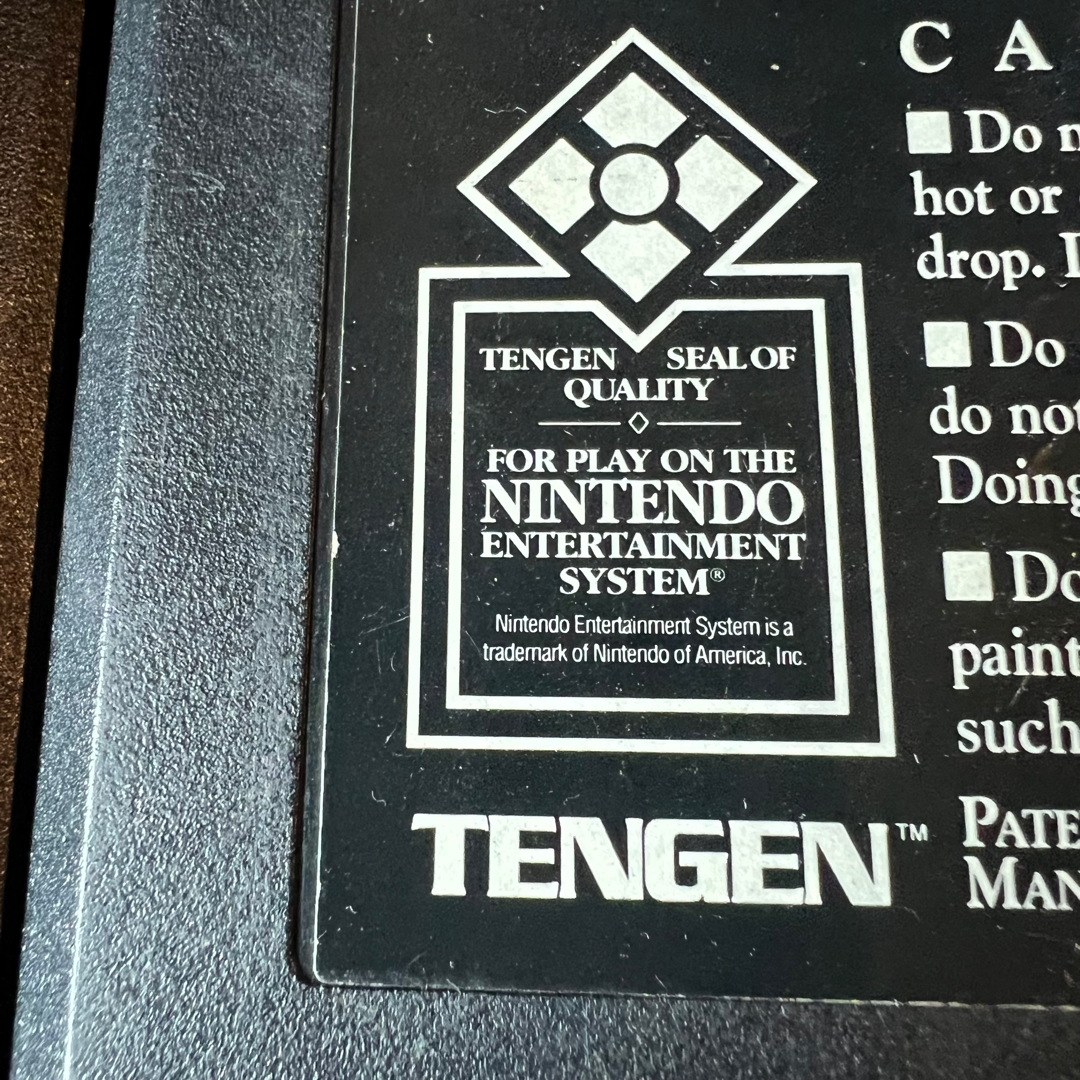 TENGEN SEAL OF
QUALITY
FOR PLAY ON THE
NINTENDO
ENTERTAINMENT
SYSTEM®
Nintendo Entertainment System is a
trademark of Nintendo of America, Inc.
TENGEN™
C A
Do
hot or
drop.
Do
do not
Doing
Do
paint
such